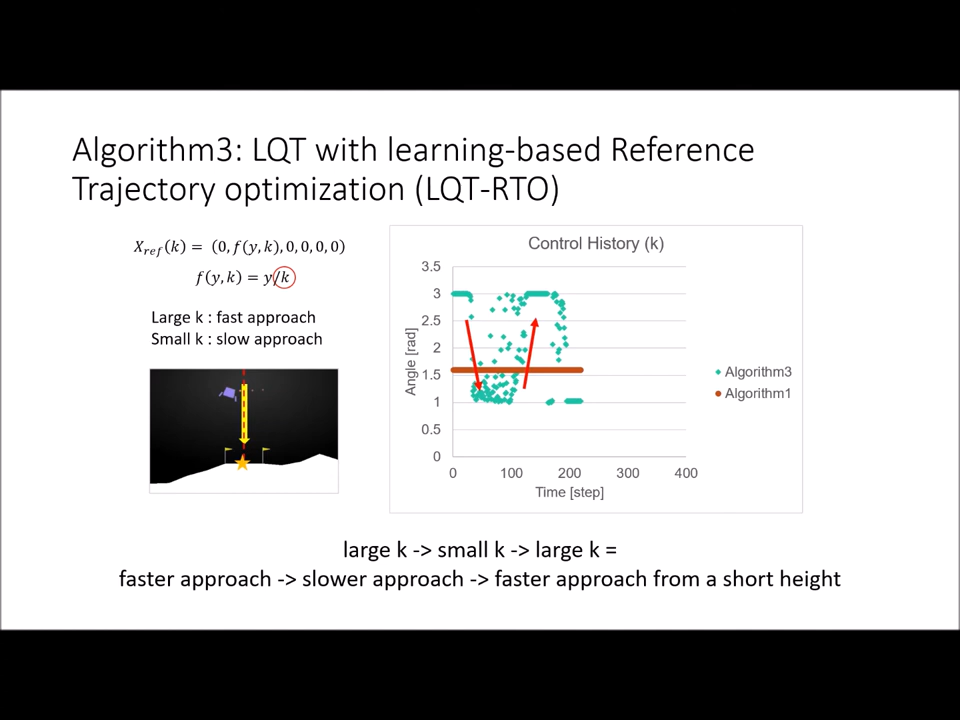 Algorithm3: LQT with learning-based Reference
Trajectory optimization (LQT-RTO)
X_ref(k) = (0, f(y, k), 0, 0, 0, 0)
f(y, k) = y/k
Large k : fast approach
Small k : slow approach
Control History (k)
3.5
3
2.5
2
1.5
1
0.5
0
Angle [rad]
0 100 200 300 400
Time [step]
Algorithm3
Algorithm1
large k -> small k -> large k =
faster approach -> slower approach -> faster approach from a short height